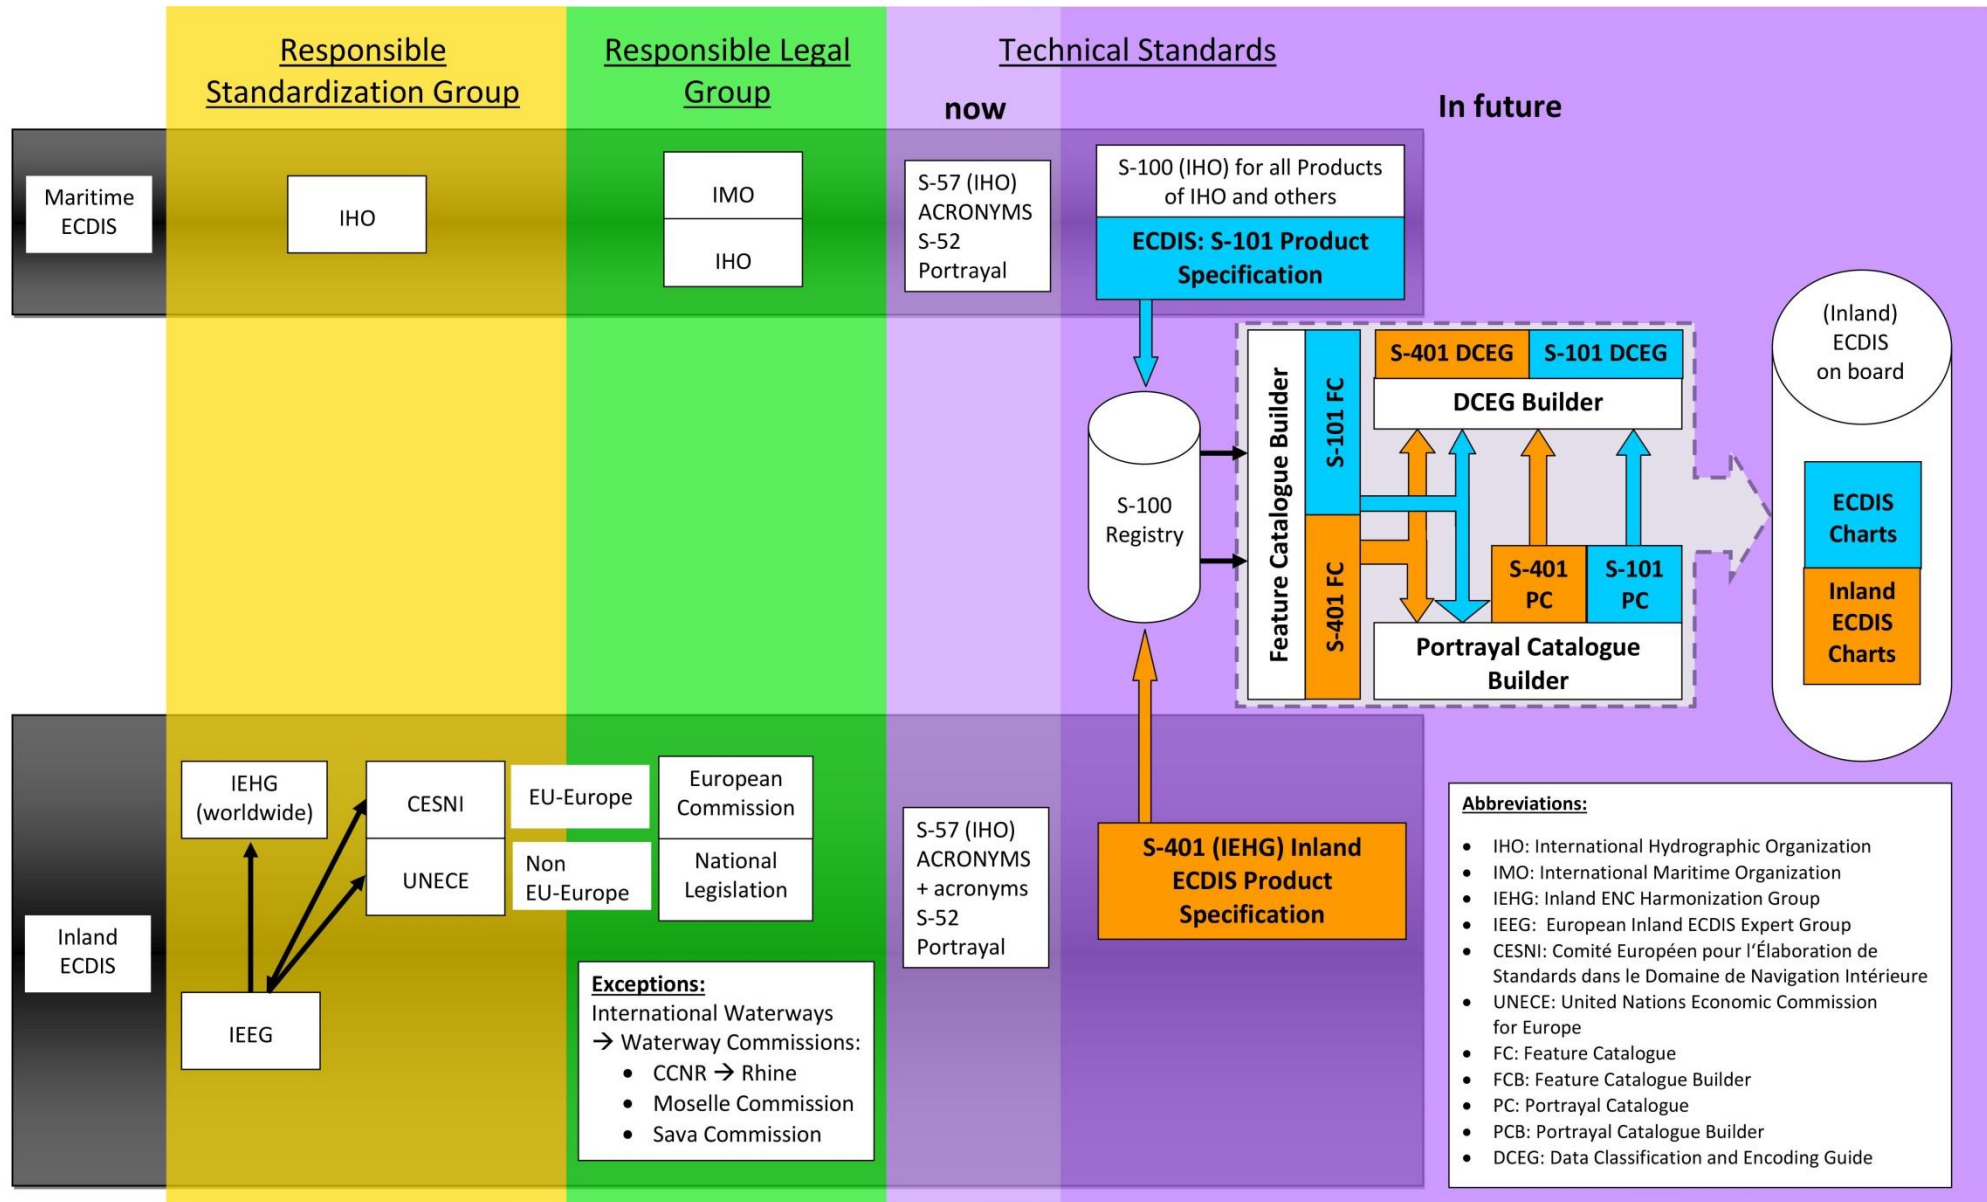 Responsible
Standardization Group
Responsible Legal
Group
Technical Standards
now
In future
Maritime
ECDIS
IHO
IMO
IHO
S-57 (IHO)
ACRONYMS
S-52
Portrayal
S-100 (IHO) for all Products
of IHO and others
ECDIS: S-101 Product
Specification
S-100
Registry
Feature Catalogue Builder
S-101 FC
S-401 FC
S-401 DCEG
S-101 DCEG
DCEG Builder
S-401
PC
S-101
PC
Portrayal Catalogue
Builder
(Inland)
ECDIS
on board
ECDIS
Charts
Inland
ECDIS
Charts
Inland
ECDIS
IEHG
(worldwide)
CESNI
UNECE
IEEG
EU-Europe
Non
EU-Europe
European
Commission
National
Legislation
Exceptions:
International Waterways
→ Waterway Commissions:
• CCNR → Rhine
• Moselle Commission
• Sava Commission
S-57 (IHO)
ACRONYMS
+ acronyms
S-52
Portrayal
S-401 (IEHG) Inland
ECDIS Product
Specification
Abbreviations:
• IHO: International Hydrographic Organization
• IMO: International Maritime Organization
• IEHG: Inland ENC Harmonization Group
• IEEG: European Inland ECDIS Expert Group
• CESNI: Comité Européen pour l‘Élaboration de
Standards dans le Domaine de Navigation Intérieure
• UNECE: United Nations Economic Commission
for Europe
• FC: Feature Catalogue
• FCB: Feature Catalogue Builder
• PC: Portrayal Catalogue
• PCB: Portrayal Catalogue Builder
• DCEG: Data Classification and Encoding Guide